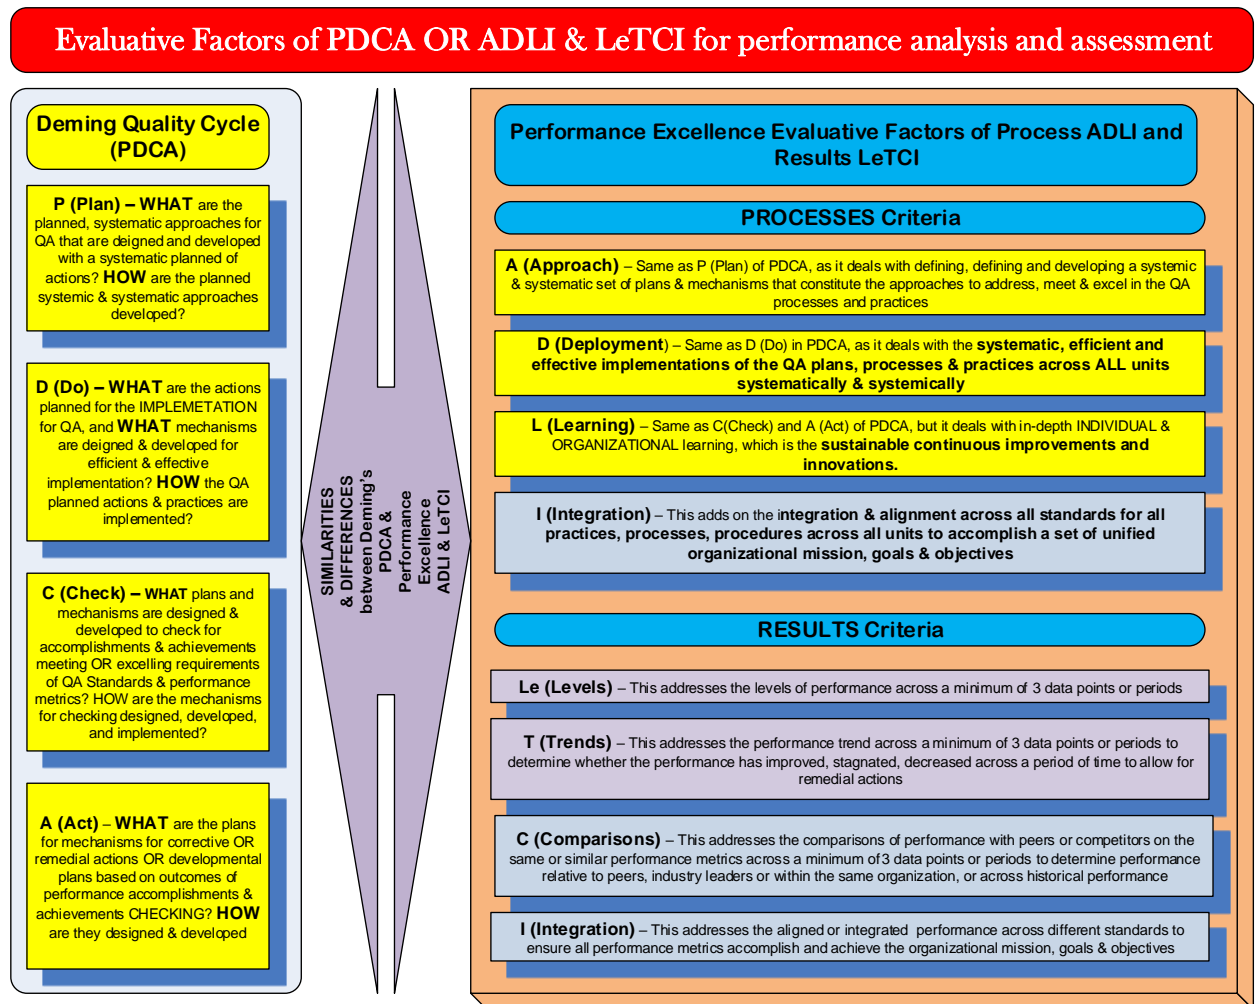 Evaluative Factors of PDCA OR ADLI & LeTCI for performance analysis and assessment
Deming Quality Cycle
(PDCA)
P (Plan) – WHAT are the
planned, systematic approaches for
QA that are deigned and developed
with a systematic planned of
actions? HOW are the planned
systemic & systematic approaches
developed?
D (Do) – WHAT are the actions
planned for the IMPLEMETATION
for QA, and WHAT mechanisms
are deigned & developed for
efficient & effective
implementation? HOW the QA
planned actions & practices are
implemented?
C (Check) – WHAT plans and
mechanisms are designed &
developed to check for
accomplishments & achievements
meeting OR excelling requirements
of QA Standards & performance
metrics? HOW are the mechanisms
for checking designed, developed,
and implemented?
A (Act) – WHAT are the plans
for mechanisms for corrective OR
remedial actions OR developmental
plans based on outcomes of
performance accomplishments &
achievements CHECKING? HOW
are they designed & developed
SIMILARITIES
& DIFFERENCES
between Deming's
PDCA &
Performance
Excellence
ADLI & LeTCI
Performance Excellence Evaluative Factors of Process ADLI and
Results LeTCI
PROCESSES Criteria
A (Approach) – Same as P (Plan) of PDCA, as it deals with defining, defining and developing a systemic
& systematic set of plans & mechanisms that constitute the approaches to address, meet & excel in the QA
processes and practices
D (Deployment) – Same as D (Do) in PDCA, as it deals with the systematic, efficient and
effective implementations of the QA plans, processes & practices across ALL units
systematically & systemically
L (Learning) – Same as C(Check) and A (Act) of PDCA, but it deals with in-depth INDIVIDUAL &
ORGANIZATIONAL learning, which is the sustainable continuous improvements and
innovations.
I (Integration) – This adds on the integration & alignment across all standards for all
practices, processes, procedures across all units to accomplish a set of unified
organizational mission, goals & objectives
RESULTS Criteria
Le (Levels) – This addresses the levels of performance across a minimum of 3 data points or periods
T (Trends) – This addresses the performance trend across a minimum of 3 data points or periods to
determine whether the performance has improved, stagnated, decreased across a period of time to allow for
remedial actions
C (Comparisons) – This addresses the comparisons of performance with peers or competitors on the
same or similar performance metrics across a minimum of 3 data points or periods to determine performance
relative to peers, industry leaders or within the same organization, or across historical performance
I (Integration) – This addresses the aligned or integrated performance across different standards to
ensure all performance metrics accomplish and achieve the organizational mission, goals & objectives